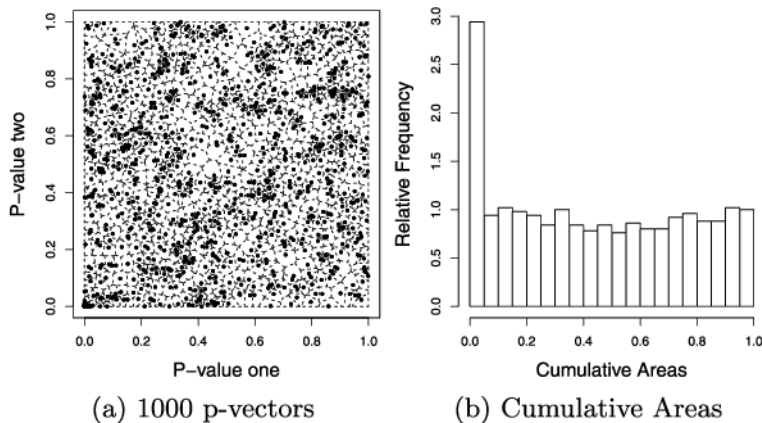 P-value two
0.0 0.2 0.4 0.6 0.8 1.0
0.0 0.2 0.4 0.6 0.8 1.0
P-value one
(a) 1000 p-vectors
Relative Frequency
0.0 0.5 1.0 1.5 2.0 2.5 3.0
0.0 0.2 0.4 0.6 0.8 1.0
Cumulative Areas
(b) Cumulative Areas